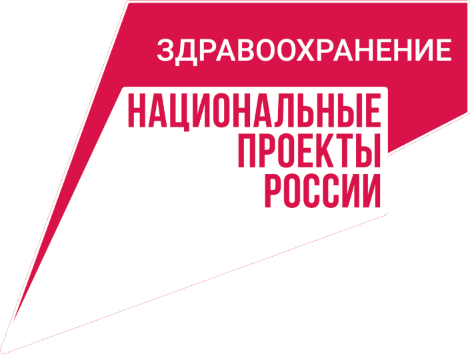 ЗДРАВООХРАНЕНИЕ
НАЦИОНАЛЬНЫЕ
ПРОЕКТЫ
РОССИИ